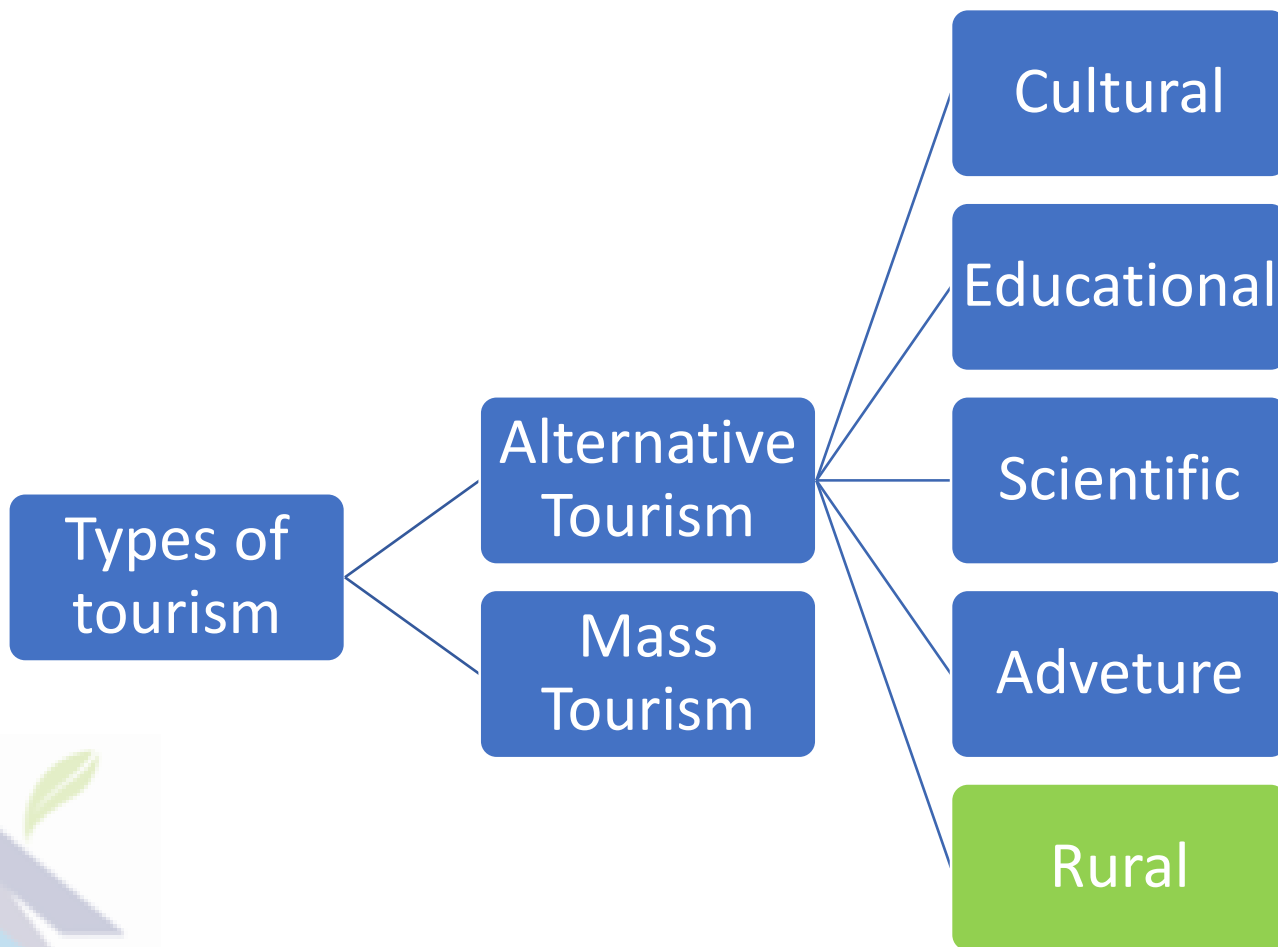 Types of
tourism
Alternative
Tourism
Mass
Tourism
Cultural
Educational
Scientific
Adveture
Rural